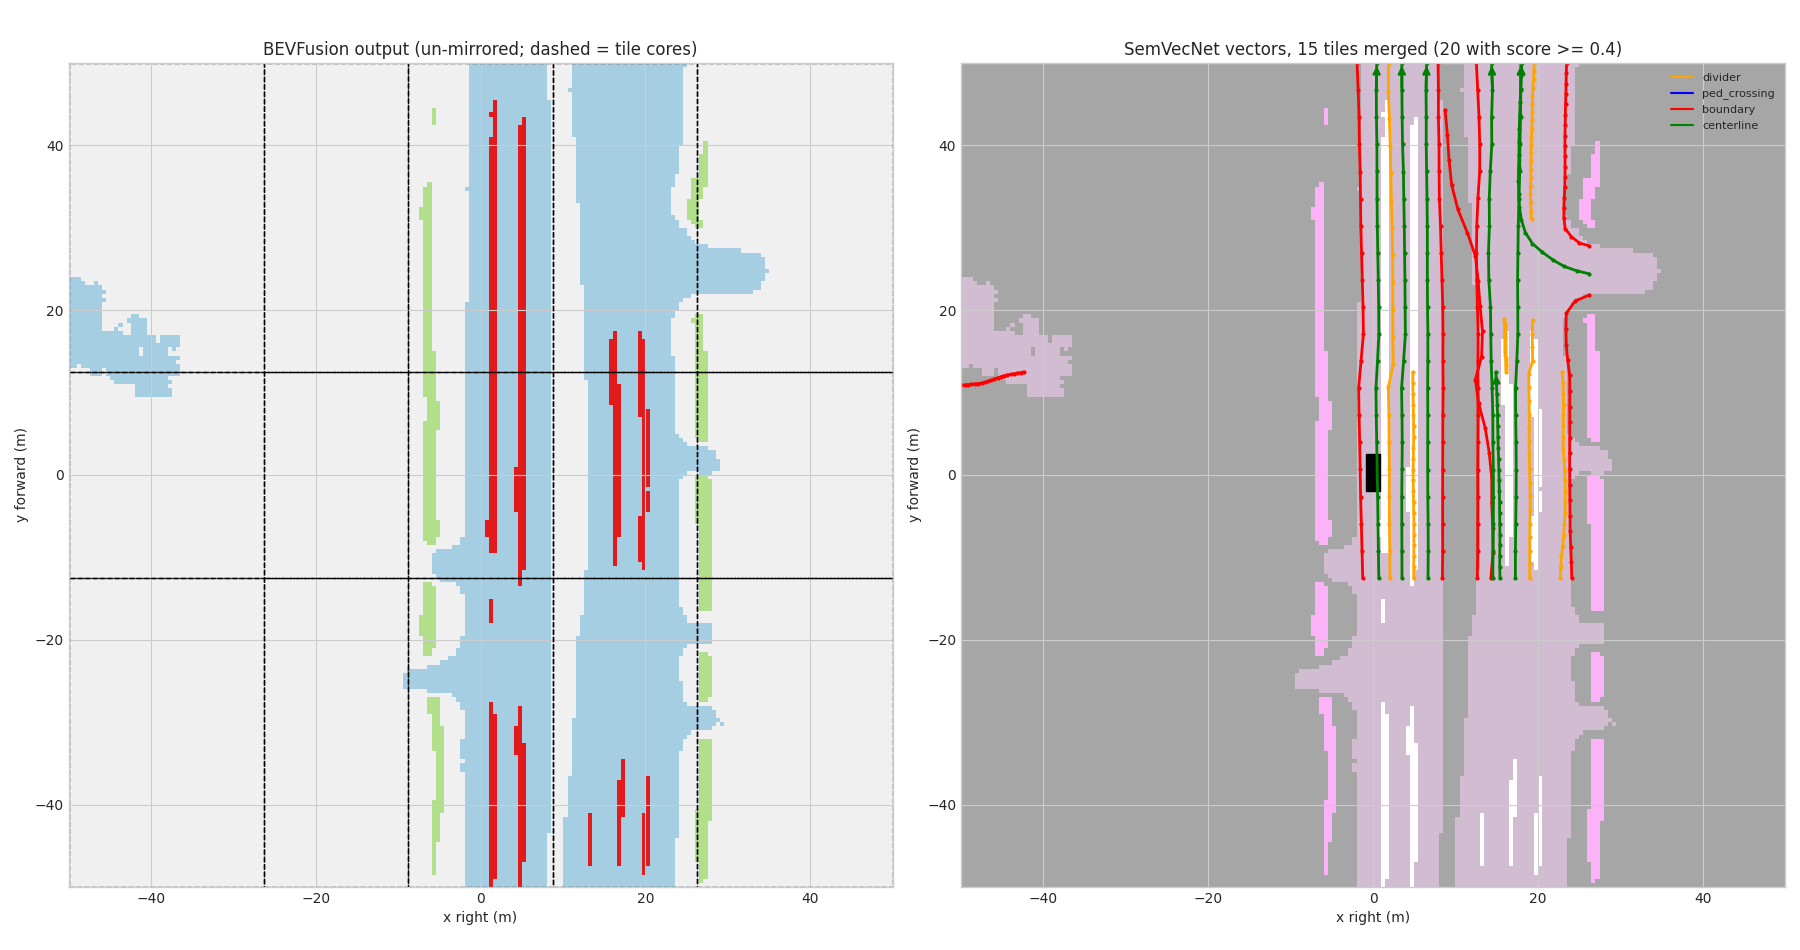 BEVFusion output (un-mirrored; dashed = tile cores)
40
20
0
−20
−40
y forward (m)
−40
−20
0
20
40
x right (m)
SemVecNet vectors, 15 tiles merged (20 with score >= 0.4)
divider
ped_crossing
boundary
centerline
40
20
0
−20
−40
y forward (m)
−40
−20
0
20
40
x right (m)